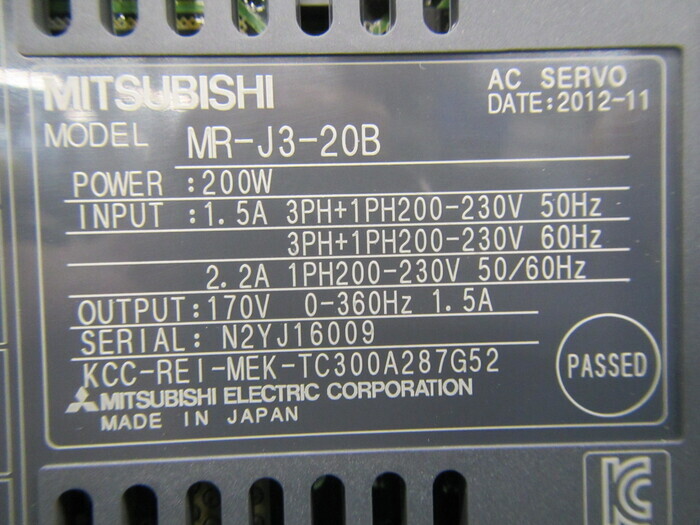 MITSUBISHI
AC SERVO
DATE:2012-11
MODEL MR-J3-20B
POWER :200W
INPUT :1.5A 3PH+1PH200-230V 50Hz
3PH+1PH200-230V 60Hz
2.2A 1PH200-230V 50/60Hz
OUTPUT:170V 0-360Hz 1.5A
SERIAL: N2YJ16009
KCC-REI-MEK-TC300A287G52
PASSED
MITSUBISHI ELECTRIC CORPORATION
MADE IN JAPAN